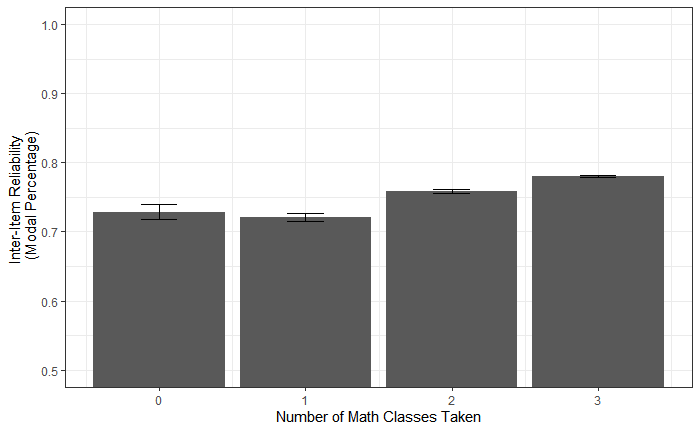 1.0
0.9
0.8
0.7
0.6
0.5
Inter-Item Reliability
(Modal Percentage)
0 1 2 3
Number of Math Classes Taken